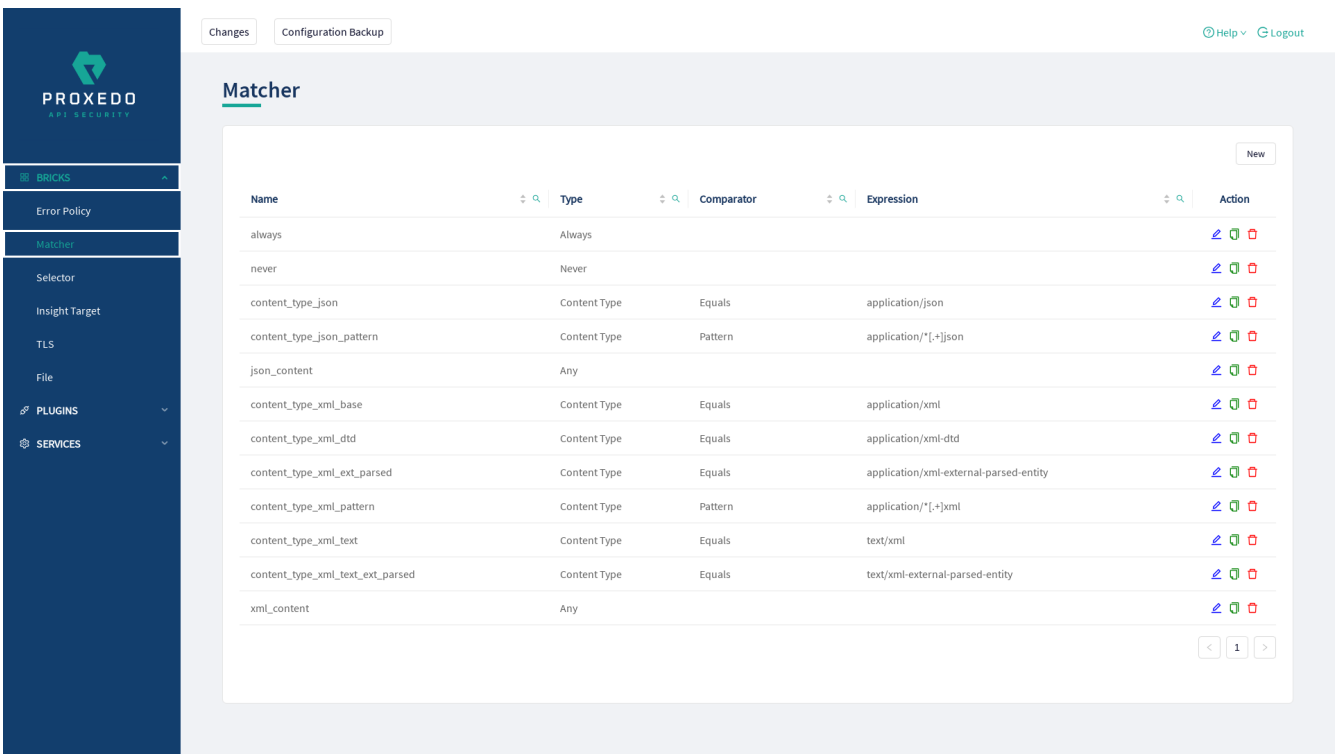 Changes Configuration Backup Help Logout
PROXEDO
API SECURITY
Matcher
New
BRICKS
Error Policy
Matcher
Selector
Insight Target
TLS
File
PLUGINS
SERVICES
Name Type Comparator Expression Action
always Always
never Never
content_type_json Content Type Equals application/json
content_type_json_pattern Content Type Pattern application/*[.+]json
json_content Any
content_type_xml_base Content Type Equals application/xml
content_type_xml_dtd Content Type Equals application/xml-dtd
content_type_xml_ext_parsed Content Type Equals application/xml-external-parsed-entity
content_type_xml_pattern Content Type Pattern application/*[.+]xml
content_type_xml_text Content Type Equals text/xml
content_type_xml_text_ext_parsed Content Type Equals text/xml-external-parsed-entity
xml_content Any
< 1 >